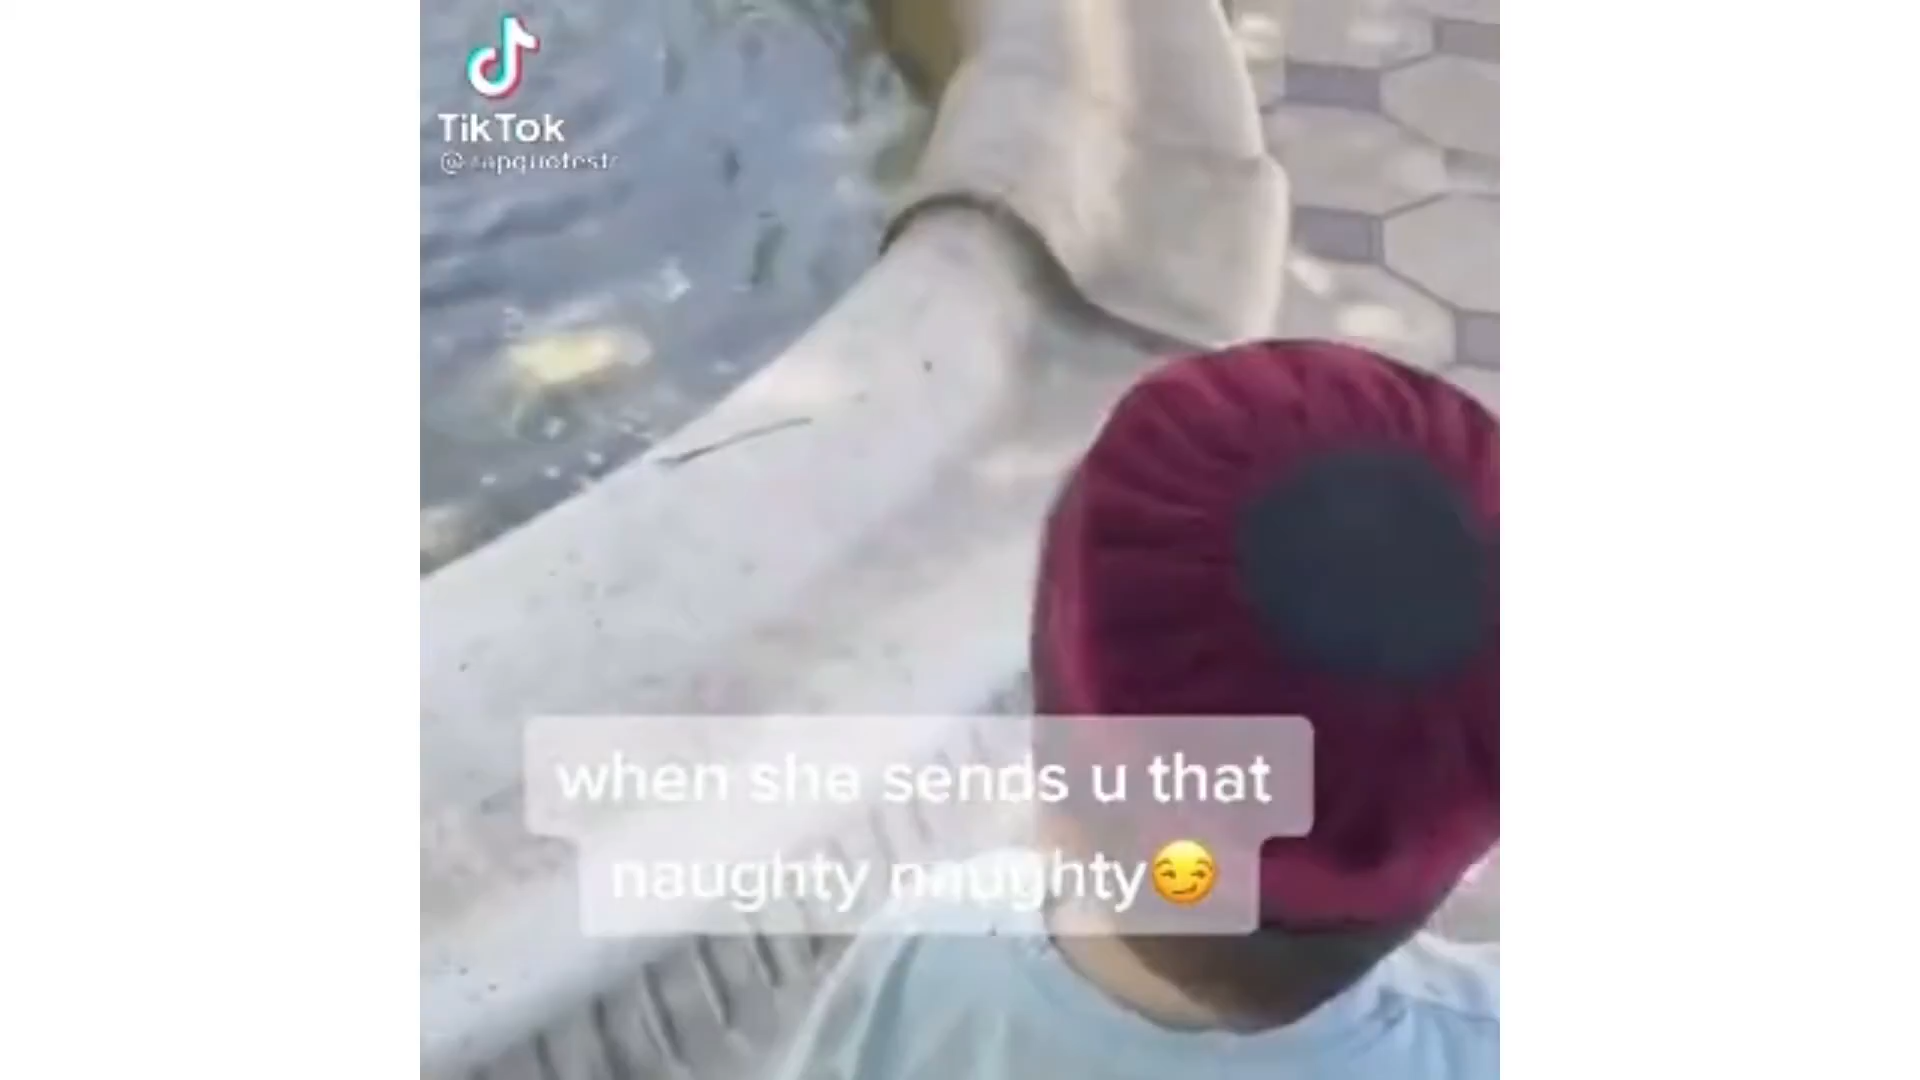 TikTok
when she sends u that
naughty naughty😏